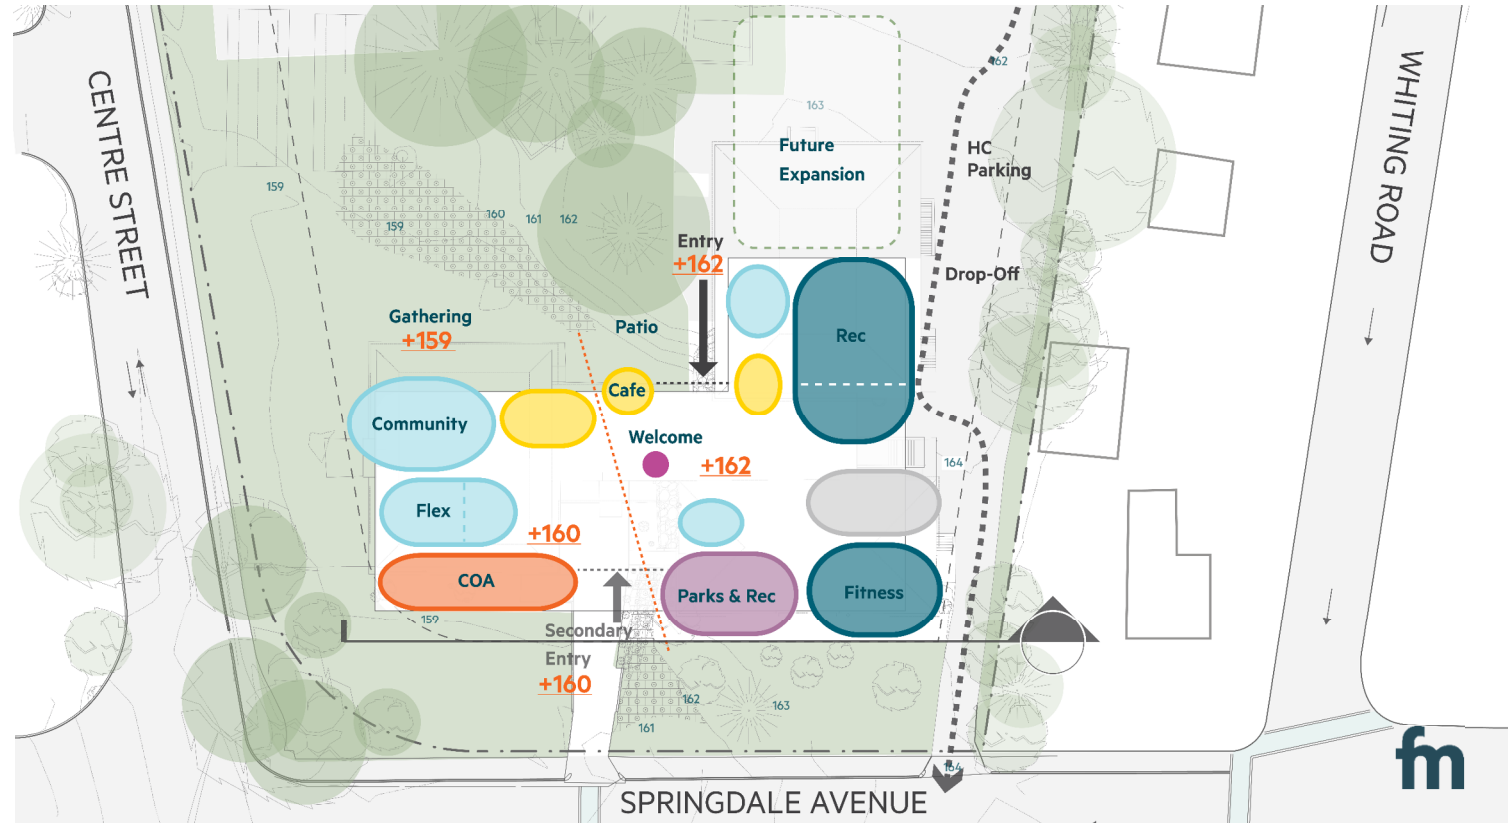 CENTRE STREET
WHITING ROAD
162
163
Future
Expansion
HC
Parking
159
160
161
162
159
Entry
+162
Drop-Off
Gathering
+159
Patio
Rec
Cafe
Community
Welcome
+162
164
Flex
+160
COA
Parks & Rec
Fitness
159
Secondary
Entry
+160
162
163
161
164
SPRINGDALE AVENUE
fm